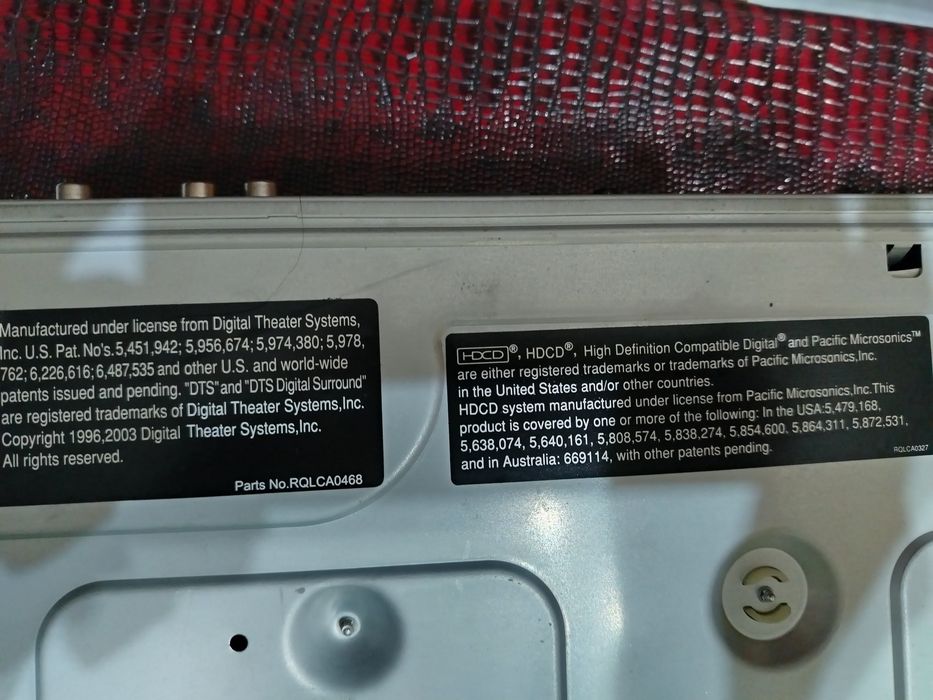 Manufactured under license from Digital Theater Systems,
Inc. U.S. Pat. No's. 5,451,942; 5,956,674; 5,974,380; 5,978,
762; 6,226,616; 6,487,535 and other U.S. and world-wide
patents issued and pending. "DTS" and "DTS Digital Surround"
are registered trademarks of Digital Theater Systems,Inc.
Copyright 1996,2003 Digital Theater Systems,Inc.
All rights reserved.
Parts No.RQLCA0468
HDCD®, HDCD®, High Definition Compatible Digital® and Pacific Microsonics™
are either registered trademarks or trademarks of Pacific Microsonics,Inc.
in the United States and/or other countries.
HDCD system manufactured under license from Pacific Microsonics,Inc.This
product is covered by one or more of the following: In the USA:5,479,168,
5,638,074, 5,640,161, 5,808,574, 5,838,274, 5,854,600, 5,864,311, 5,872,531,
and in Australia: 669114, with other patents pending.
RQLCA0327